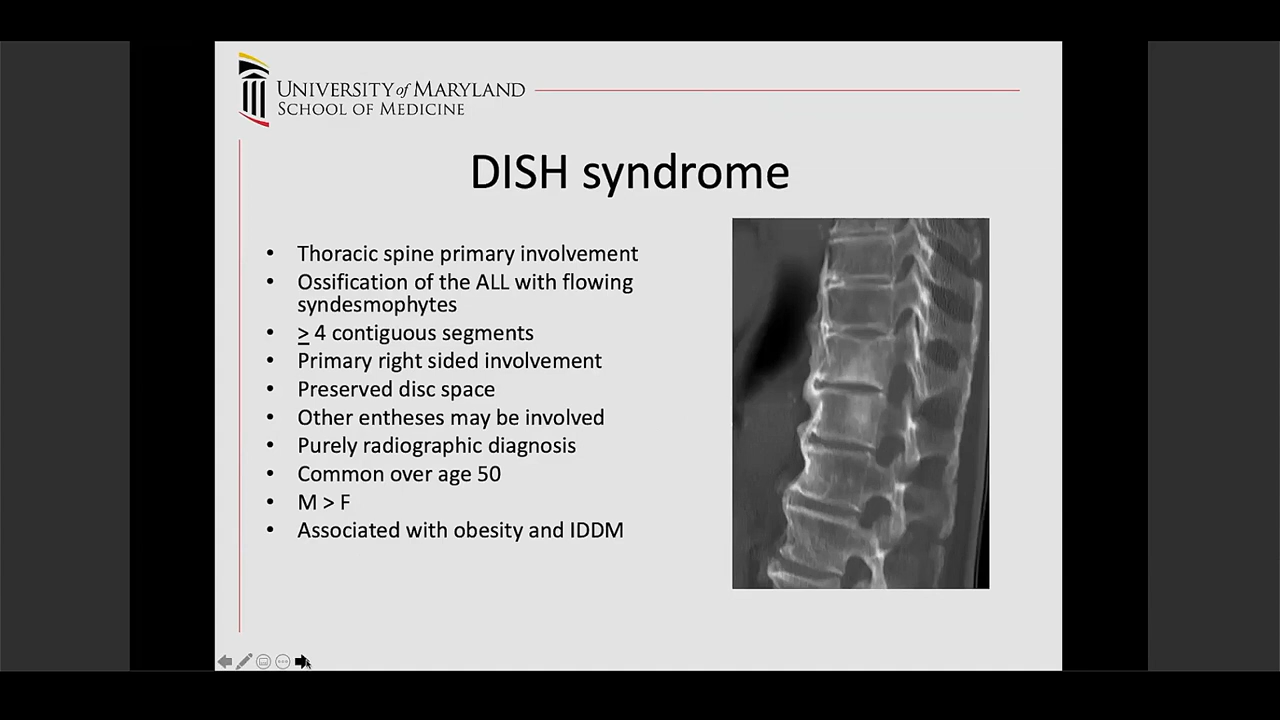 UNIVERSITY of MARYLAND
SCHOOL OF MEDICINE
DISH syndrome
• Thoracic spine primary involvement
• Ossification of the ALL with flowing
syndesmophytes
• ≥ 4 contiguous segments
• Primary right sided involvement
• Preserved disc space
• Other entheses may be involved
• Purely radiographic diagnosis
• Common over age 50
• M > F
• Associated with obesity and IDDM